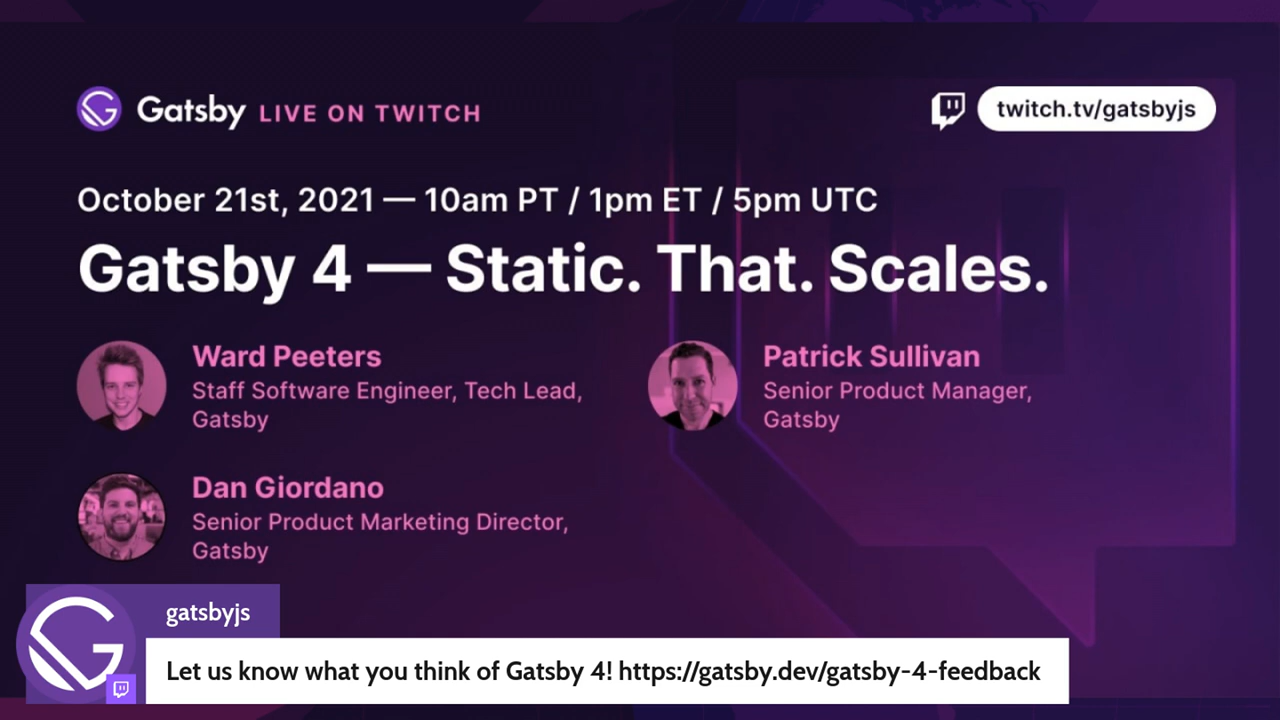 Gatsby LIVE ON TWITCH
twitch.tv/gatsbyjs
October 21st, 2021 — 10am PT / 1pm ET / 5pm UTC
Gatsby 4 — Static. That. Scales.
Ward Peeters
Staff Software Engineer, Tech Lead,
Gatsby
Patrick Sullivan
Senior Product Manager,
Gatsby
Dan Giordano
Senior Product Marketing Director,
Gatsby
gatsbyjs
Let us know what you think of Gatsby 4! https://gatsby.dev/gatsby-4-feedback